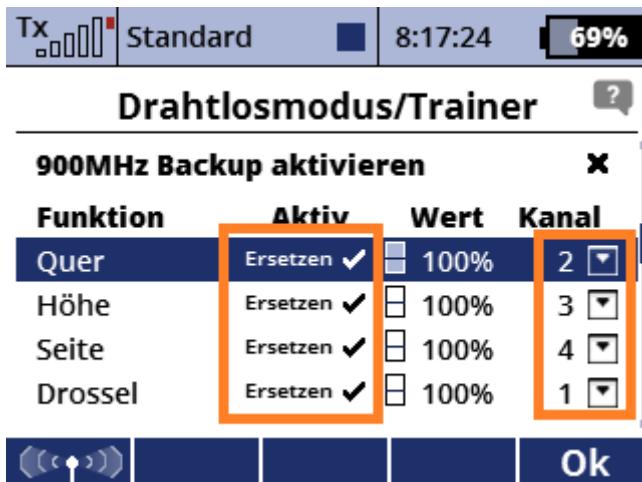 Tx Standard 8:17:24 69%
Drahtlosmodus/Trainer ?
900MHz Backup aktivieren
Funktion Aktiv Wert Kanal
Quer Ersetzen 100% 2
Höhe Ersetzen 100% 3
Seite Ersetzen 100% 4
Drossel Ersetzen 100% 1
Ok